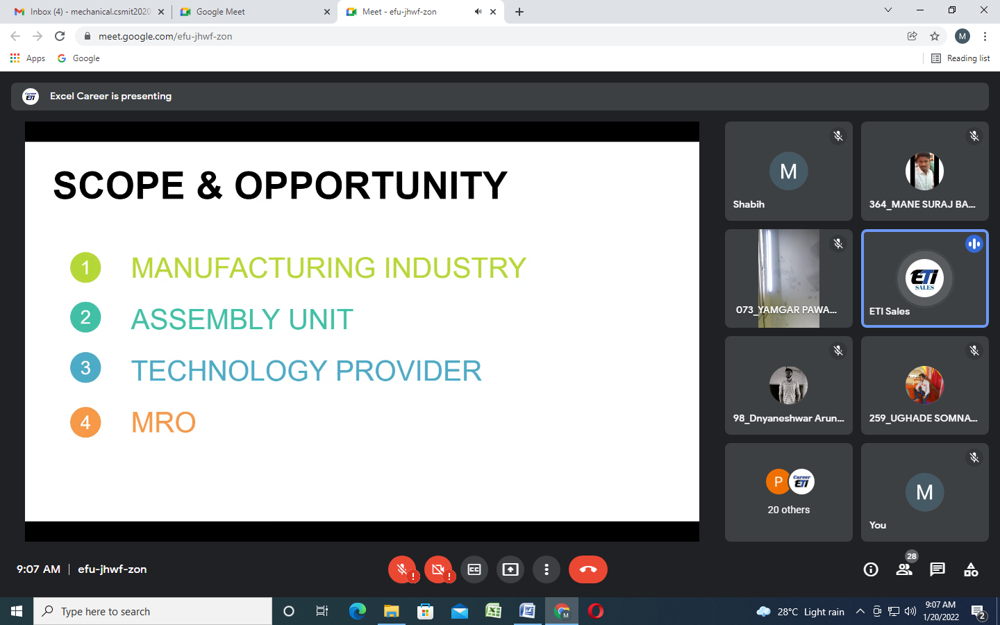 Inbox (4) - mechanical.csmit2020
Google Meet
Meet - efu-jhwf-zon
meet.google.com/efu-jhwf-zon
M
Apps
Google
Reading list
Career ETI
Excel Career is presenting
SCOPE & OPPORTUNITY
1 MANUFACTURING INDUSTRY
2 ASSEMBLY UNIT
3 TECHNOLOGY PROVIDER
4 MRO
M
Shabih
364_MANE SURAJ BA...
073_YAMGAR PAWA...
ETI SALES
ETI Sales
98_Dnyaneshwar Arun...
259_UGHADE SOMNA...
P
Career ETI
20 others
M
You
9:07 AM | efu-jhwf-zon
CC
28
Type here to search
M
28°C Light rain
9:07 AM
1/20/2022
2